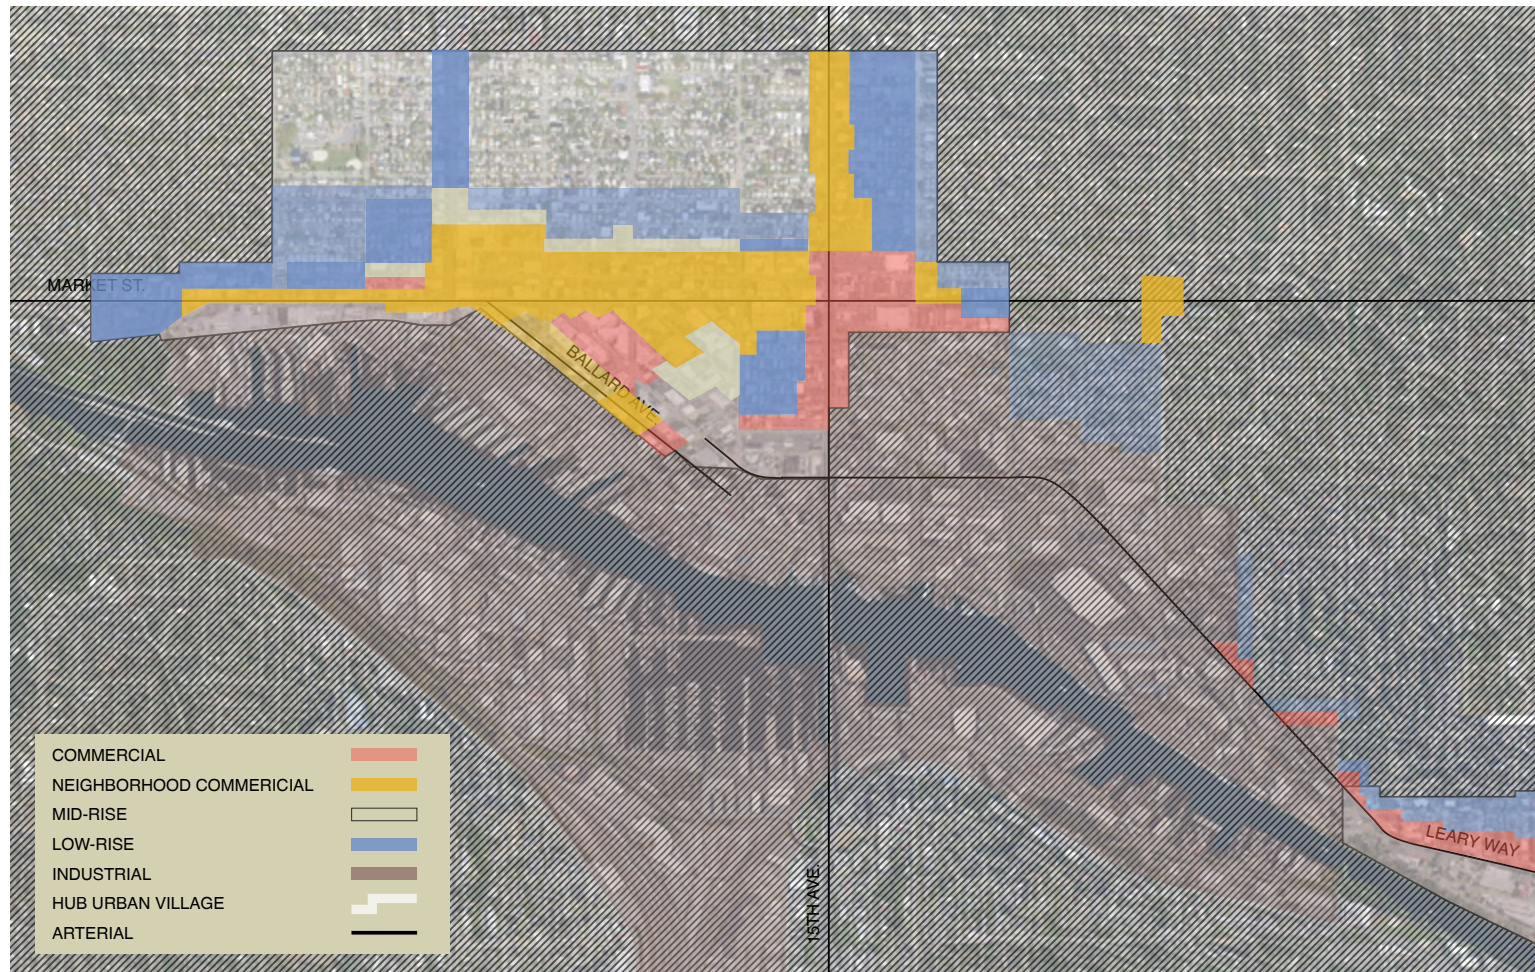 MARKET ST.
BALLARD AVE.
15TH AVE.
LEARY WAY
COMMERCIAL
NEIGHBORHOOD COMMERICIAL
MID-RISE
LOW-RISE
INDUSTRIAL
HUB URBAN VILLAGE
ARTERIAL